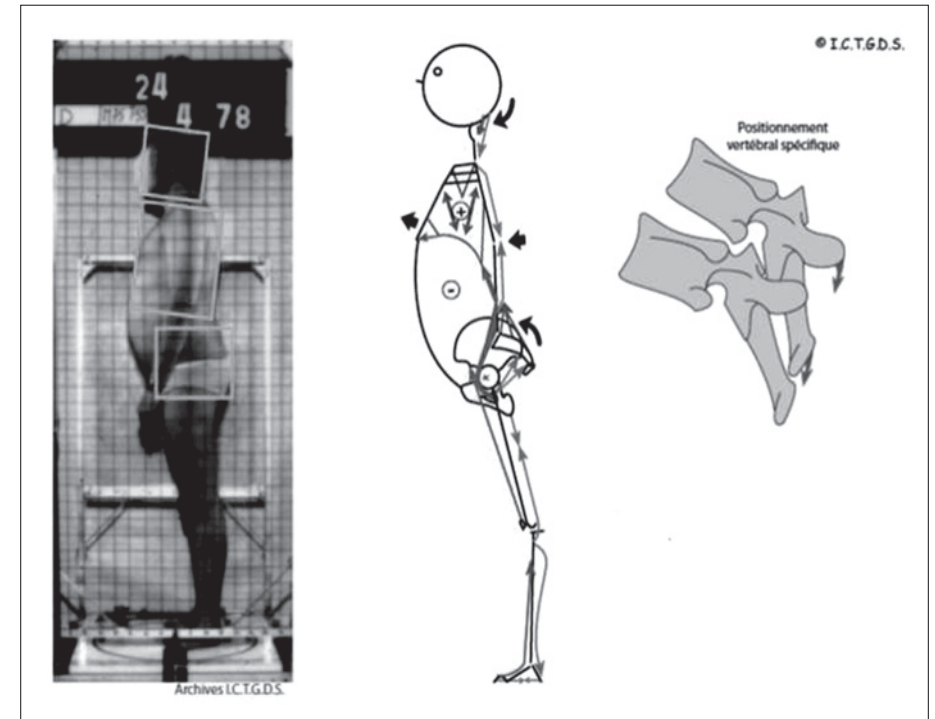 © I.C.T.G.D.S.
24
4 78
D
Positionnement
vertébral spécifique
+
-
K
Archives I.C.T.G.D.S.